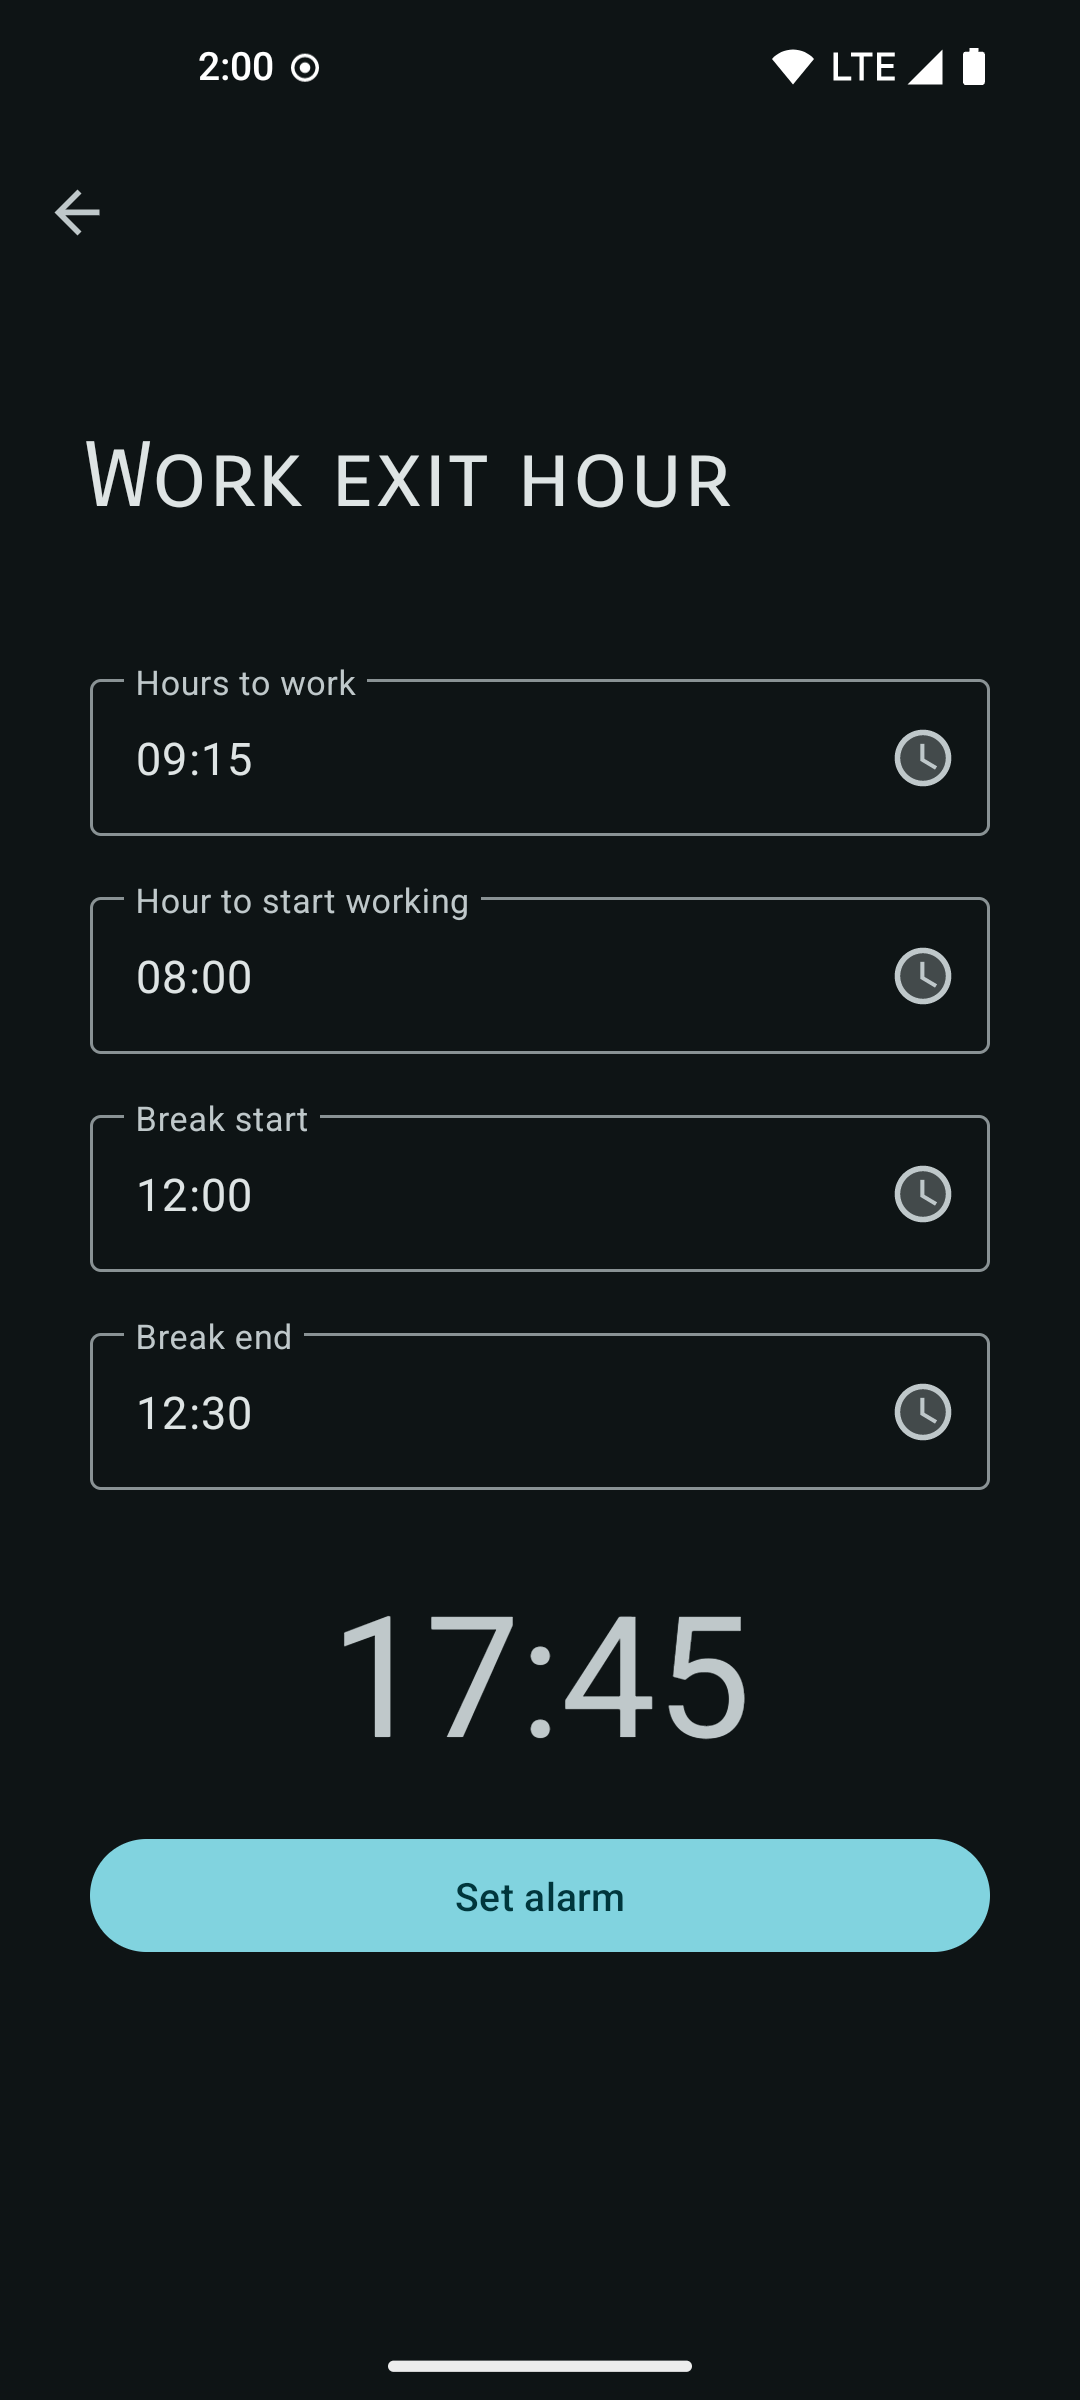 2:00 LTE
Work exit hour
Hours to work
09:15
Hour to start working
08:00
Break start
12:00
Break end
12:30
17:45
Set alarm